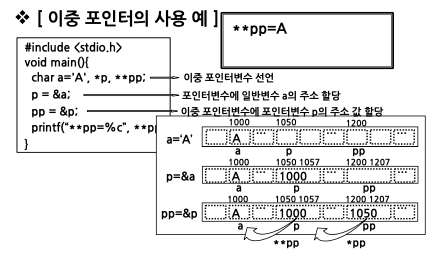 ❖ [ 이중 포인터의 사용 예 ]
**pp=A
#include <stdio.h>
void main(){
char a='A', *p, **pp;
이중 포인터변수 선언
p = &a;
포인터변수에 일반변수 a의 주소 할당
pp = &p;
이중 포인터변수에 포인터변수 p의 주소 값 할당
printf("**pp=%c", **pp
}
1000 1050 1200
a='A' A ... ... ...
a p pp
1000 1050 1057 1200 1207
p=&a A ... 1000 ... ...
a p pp
1000 1050 1057 1200 1207
pp=&p A ... 1000 ... 1050 ...
a p pp
**pp *pp